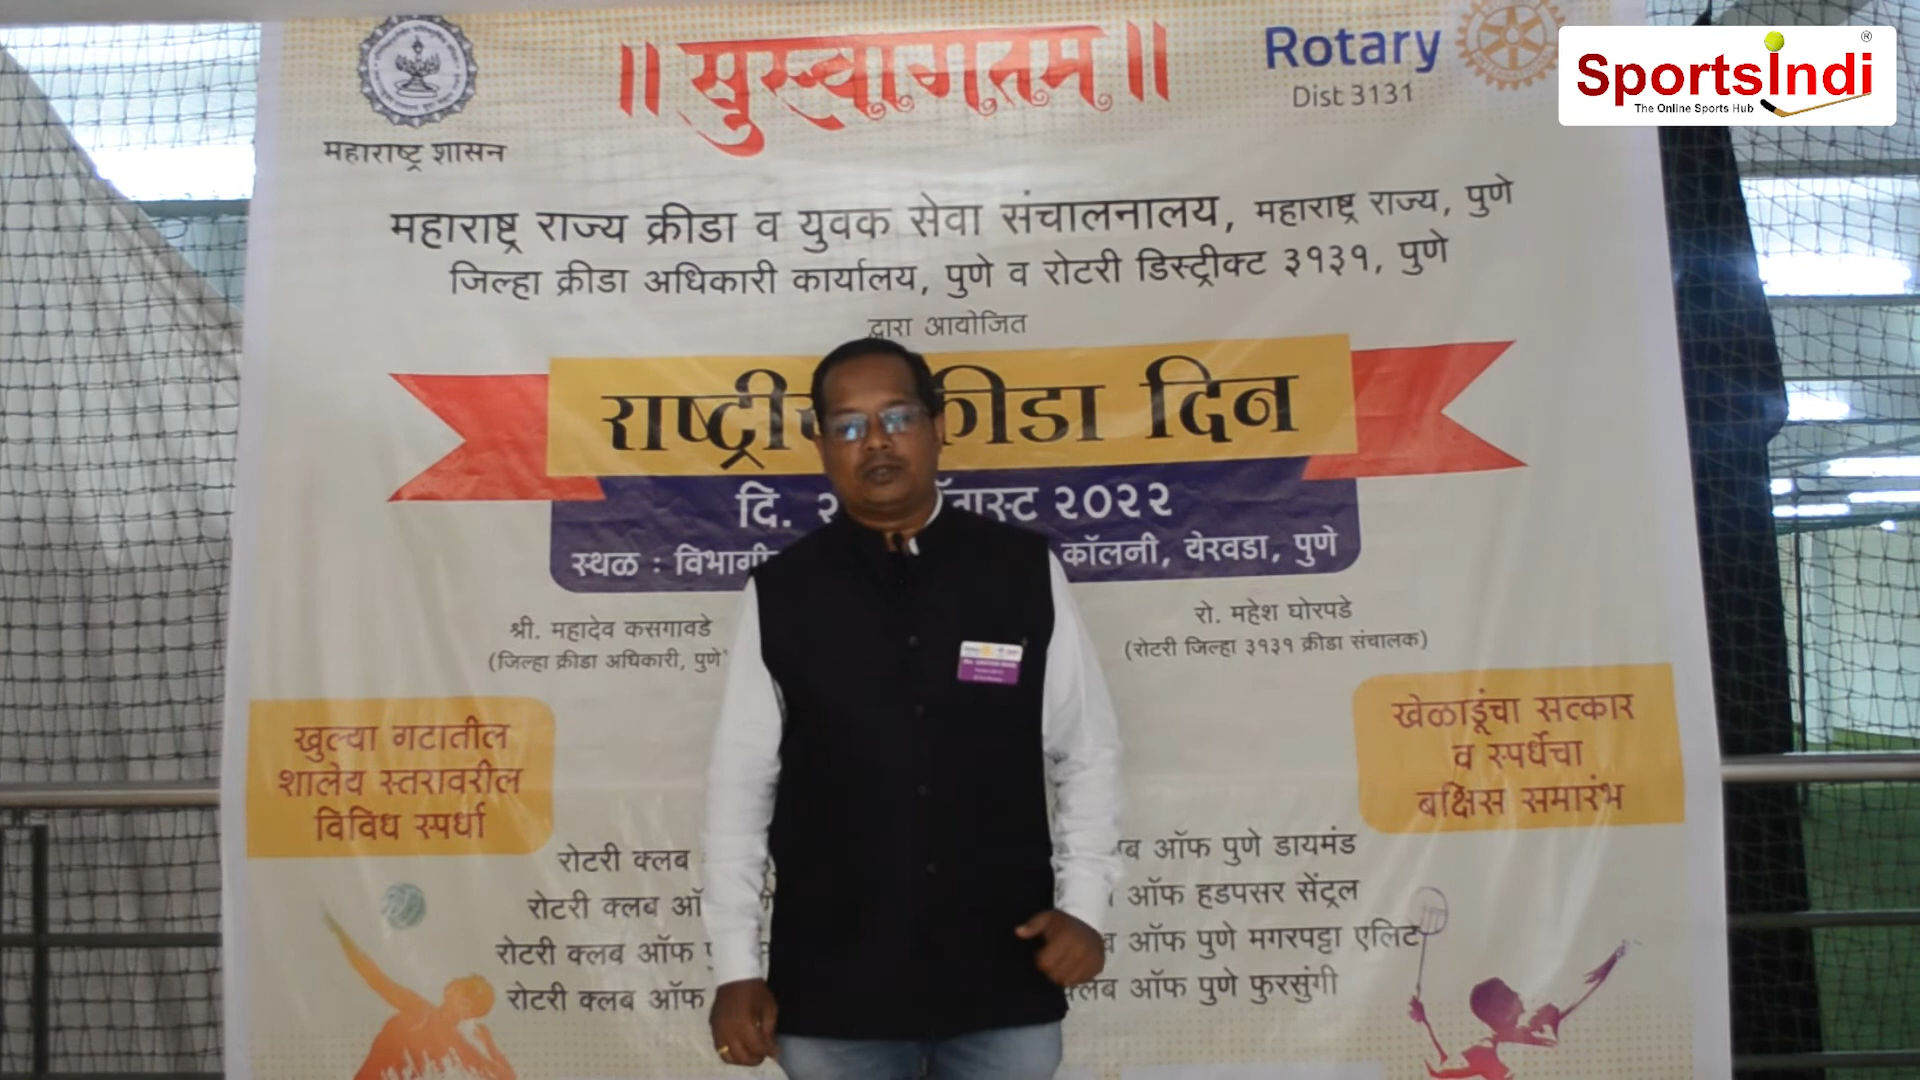 || सुस्वागतम ||
Rotary
Dist 3131
SportsIndi®
The Online Sports Hub
महाराष्ट्र शासन
महाराष्ट्र राज्य क्रीडा व युवक सेवा संचालनालय, महाराष्ट्र राज्य, पुणे
जिल्हा क्रीडा अधिकारी कार्यालय, पुणे व रोटरी डिस्ट्रीक्ट ३१३१, पुणे
द्वारा आयोजित
राष्ट्रीय क्रीडा दिन
दि. ऑगस्ट २०२२
स्थळ : कॉलनी, येरवडा, पुणे
श्री. महादेव कसगावडे
(जिल्हा क्रीडा अधिकारी, पुणे
रो. महेश घोरपडे
(रोटरी जिल्हा ३१३१ क्रीडा संचालक)
खुल्या गटातील
शालेय स्तरावरील
विविध स्पर्धा
खेळाडूंचा सत्कार
व स्पर्धेचा
बक्षिस समारंभ
रोटरी क्लब
ऑफ पुणे डायमंड
रोटरी क्लब
ऑफ हडपसर सेंट्रल
रोटरी क्लब ऑफ
ऑफ पुणे मगरपट्टा एलिट
रोटरी क्लब ऑफ
क्लब ऑफ पुणे फुरसुंगी